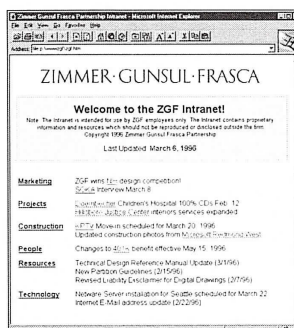 Zimmer Gunsul Frasca Partnership Intranet - Microsoft Internet Explorer
File Edit View Go Favorites Help
Address:
ZIMMER·GUNSUL·FRASCA
Welcome to the ZGF Intranet!
Note: The Intranet is intended for use by ZGF employees only. The Intranet contains proprietary
information and resources which should not be reproduced or disclosed outside the firm.
Copyright 1996 Zimmer Gunsul Frasca Partnership
Last Updated: March 6, 1996
Marketing ZGF wins design competition!
Interview March 8
Projects Children's Hospital 100% CDs Feb. 12
Justice Center interiors services expanded
Construction Move-in scheduled for March 20, 1996
Updated construction photos from Microsoft Redmond West
People Changes to benefit effective May 15, 1996
Resources Technical Design Reference Manual Update (3/1/96)
New Partition Guidelines (2/15/96)
Revised Liability Disclaimer for Digital Drawings (2/7/96)
Technology Netware Server installation for Seattle scheduled for March 22
Internet E-Mail address update (2/22/96)